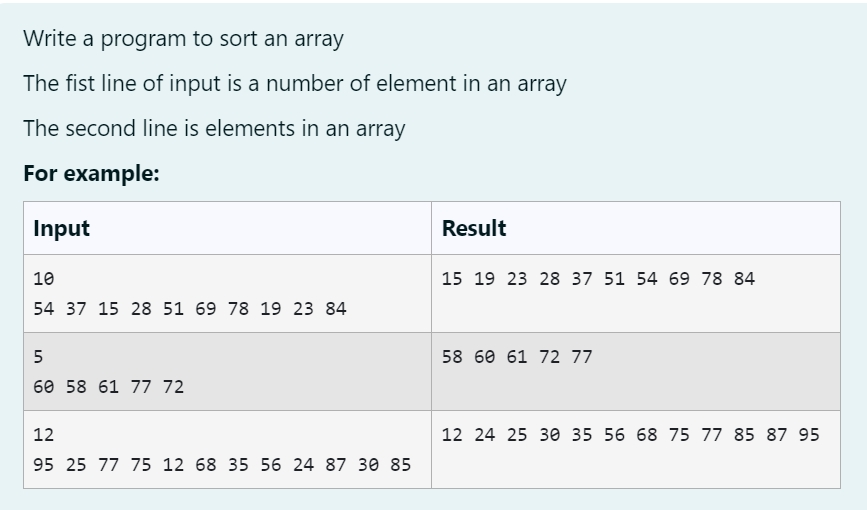 Write a program to sort an array
The fist line of input is a number of element in an array
The second line is elements in an array
For example:
Input Result
10
54 37 15 28 51 69 78 19 23 84
15 19 23 28 37 51 54 69 78 84
5
60 58 61 77 72
58 60 61 72 77
12
95 25 77 75 12 68 35 56 24 87 30 85
12 24 25 30 35 56 68 75 77 85 87 95